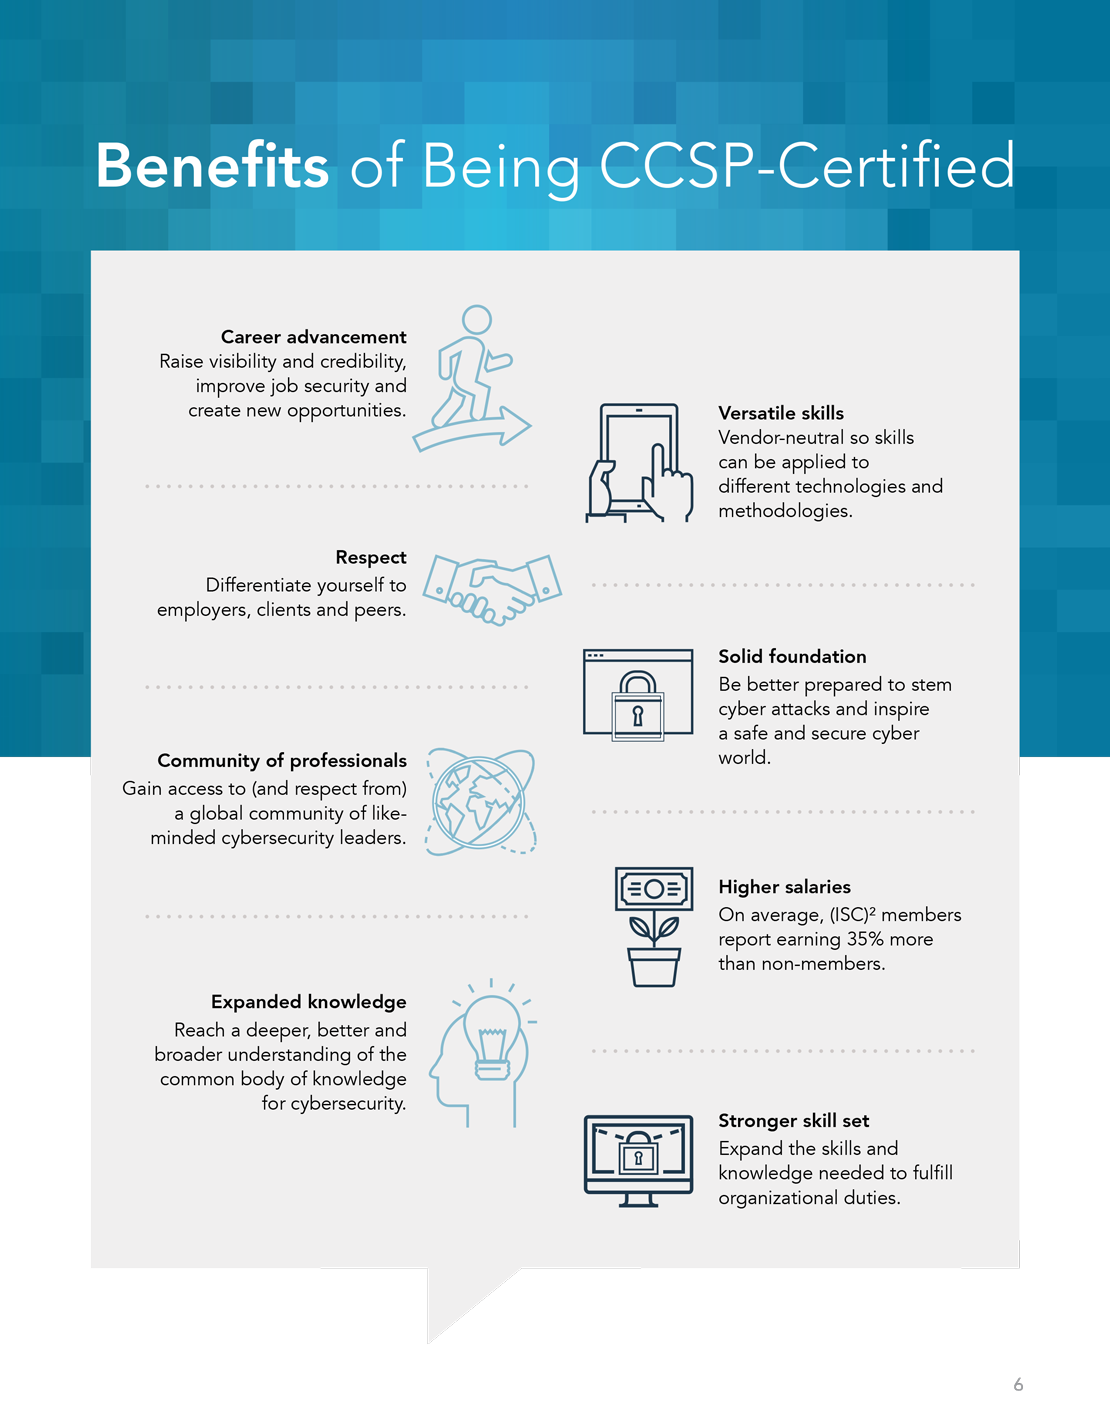 Benefits of Being CCSP-Certified
Career advancement
Raise visibility and credibility,
improve job security and
create new opportunities.
Respect
Differentiate yourself to
employers, clients and peers.
Community of professionals
Gain access to (and respect from)
a global community of like-
minded cybersecurity leaders.
Expanded knowledge
Reach a deeper, better and
broader understanding of the
common body of knowledge
for cybersecurity.
Versatile skills
Vendor-neutral so skills
can be applied to
different technologies and
methodologies.
Solid foundation
Be better prepared to stem
cyber attacks and inspire
a safe and secure cyber
world.
Higher salaries
On average, (ISC)² members
report earning 35% more
than non-members.
Stronger skill set
Expand the skills and
knowledge needed to fulfill
organizational duties.
6